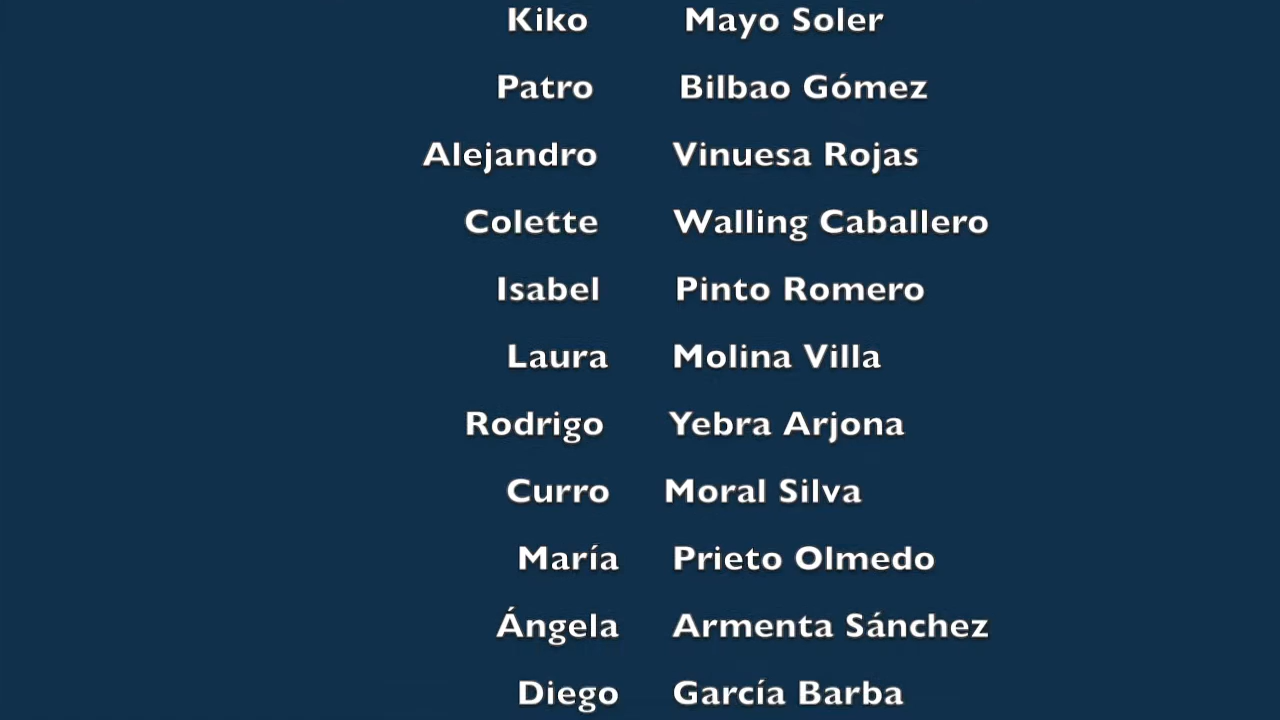 Kiko Mayo Soler
Patro Bilbao Gómez
Alejandro Vinuesa Rojas
Colette Walling Caballero
Isabel Pinto Romero
Laura Molina Villa
Rodrigo Yebra Arjona
Curro Moral Silva
María Prieto Olmedo
Ángela Armenta Sánchez
Diego García Barba